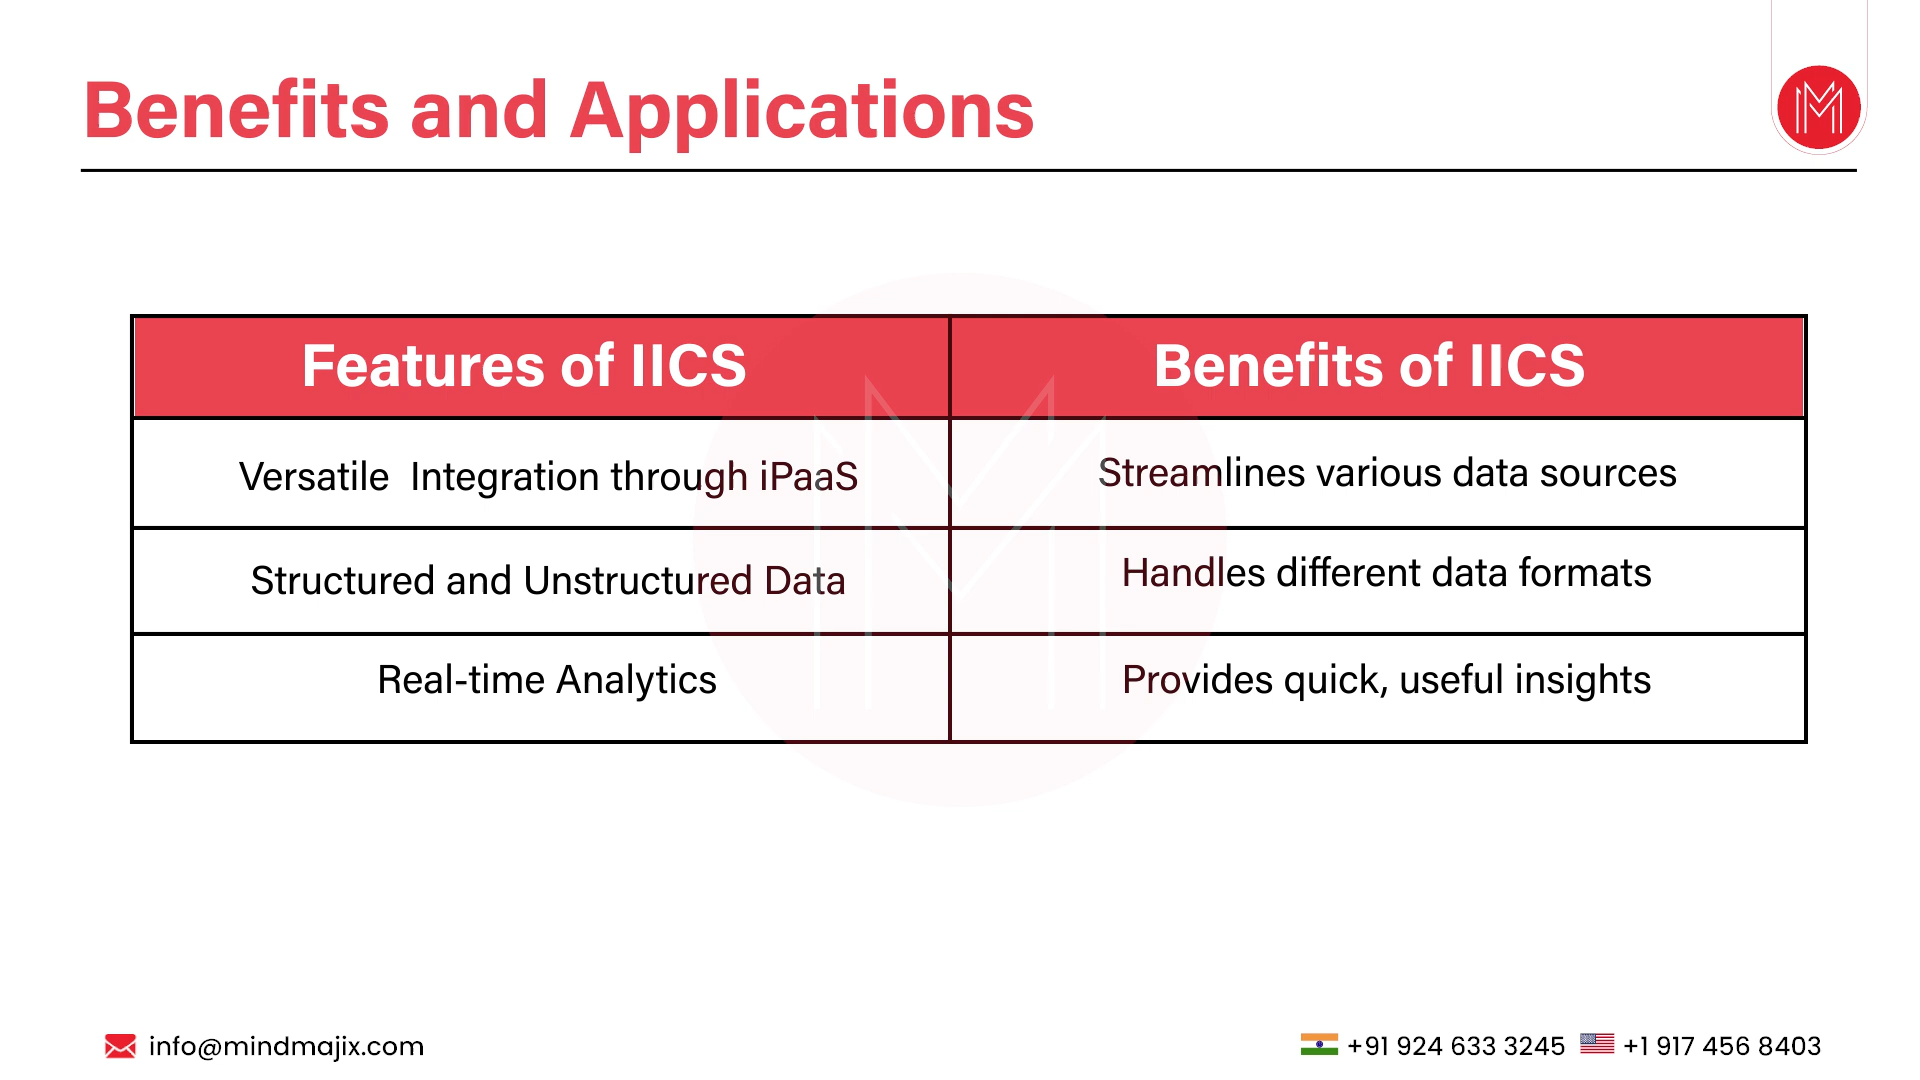 Benefits and Applications
Features of IICS
Benefits of IICS
Versatile  Integration through iPaaS
Streamlines various data sources
Structured and Unstructured Data
Handles different data formats
Real-time Analytics
Provides quick, useful insights
info@mindmajix.com
+91 924 633 3245
+1 917 456 8403